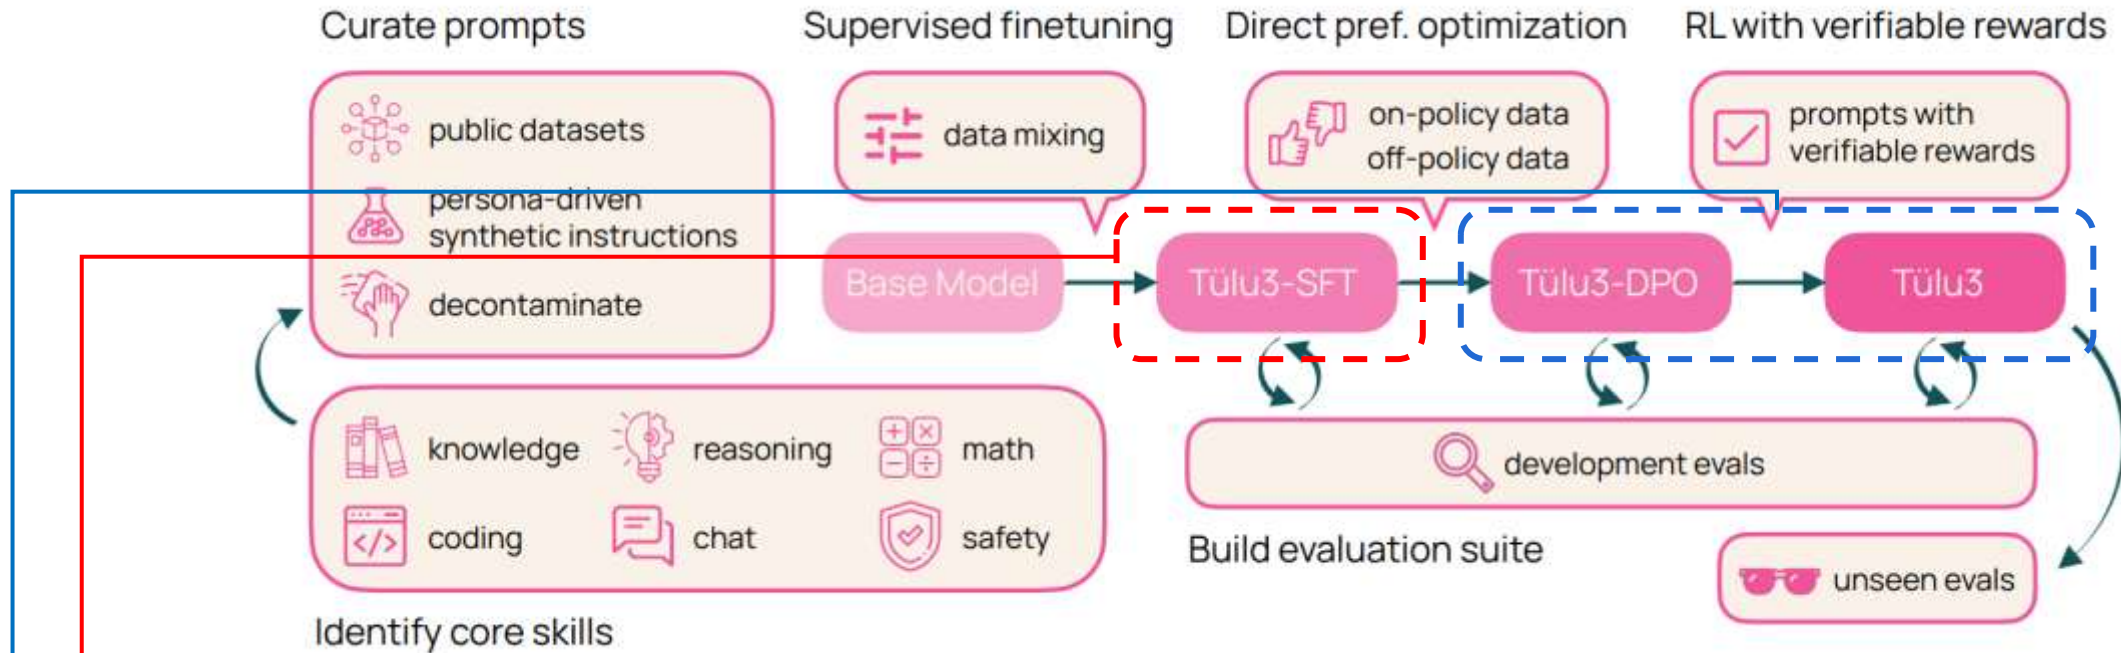 Curate prompts
public datasets
persona-driven
synthetic instructions
decontaminate
knowledge
reasoning
math
coding
chat
safety
Identify core skills
Supervised finetuning
data mixing
Direct pref. optimization
on-policy data
off-policy data
RL with verifiable rewards
prompts with
verifiable rewards
Base Model
Tülu3-SFT
Tülu3-DPO
Tülu3
development evals
Build evaluation suite
unseen evals